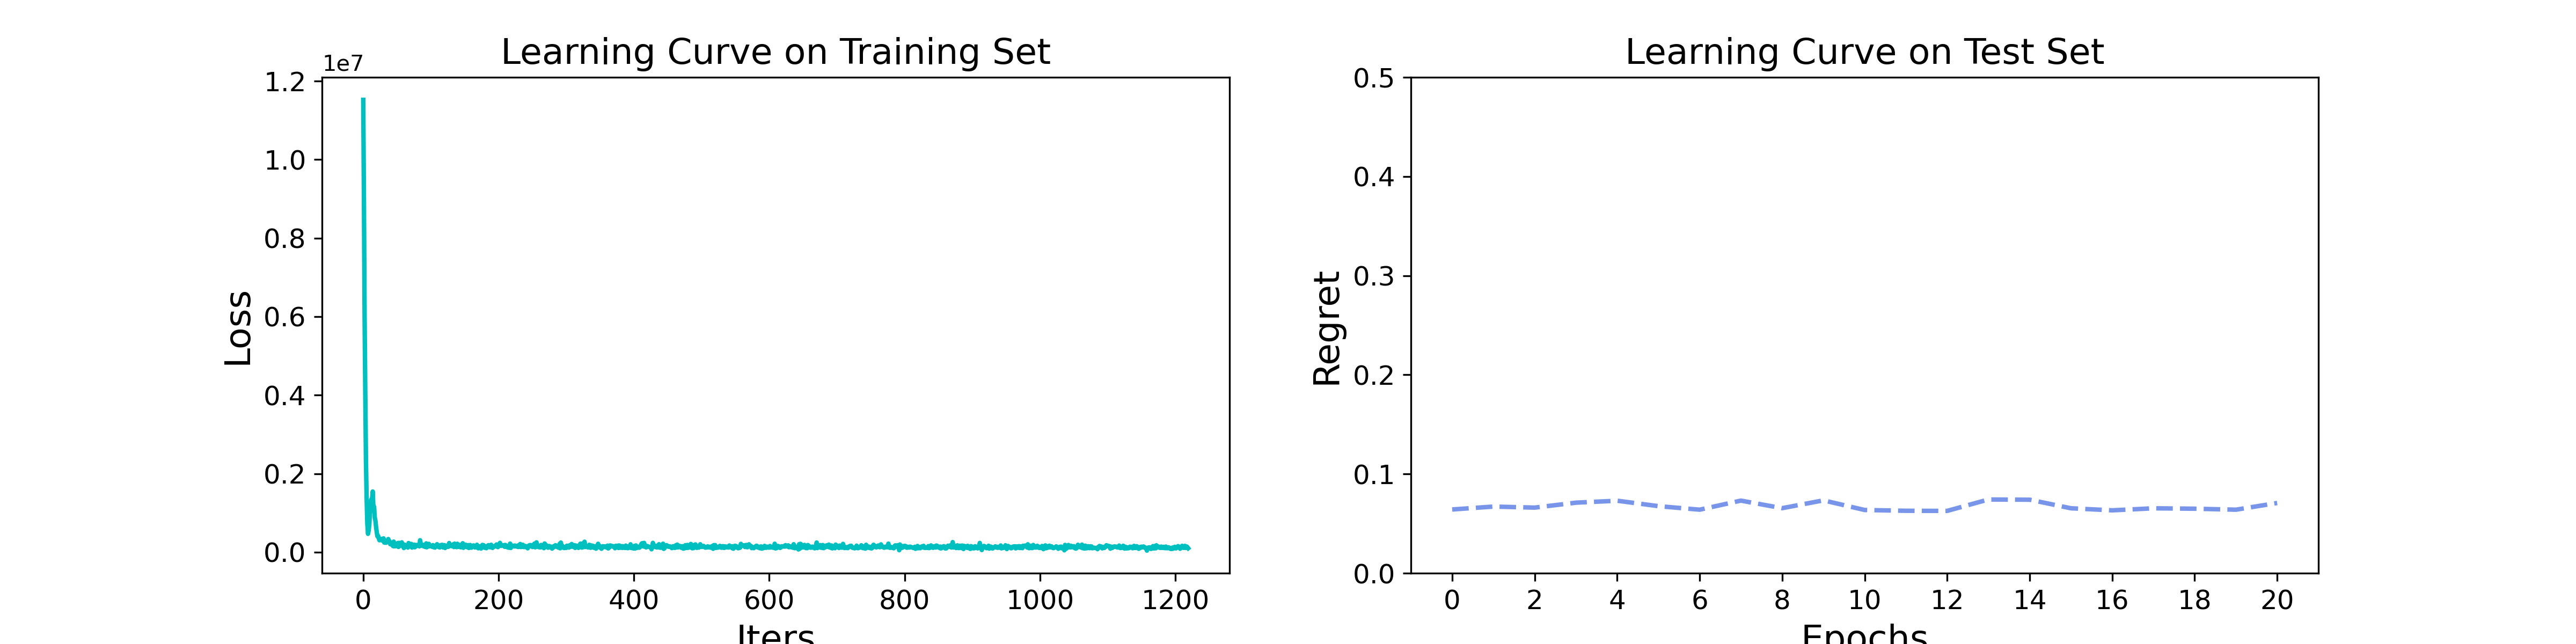 Learning Curve on Training Set
1e7
1.2
1.0
0.8
0.6
0.4
0.2
0.0
Loss
0 200 400 600 800 1000 1200
Iters
Learning Curve on Test Set
0.5
0.4
0.3
0.2
0.1
0.0
Regret
0 2 4 6 8 10 12 14 16 18 20
Epochs